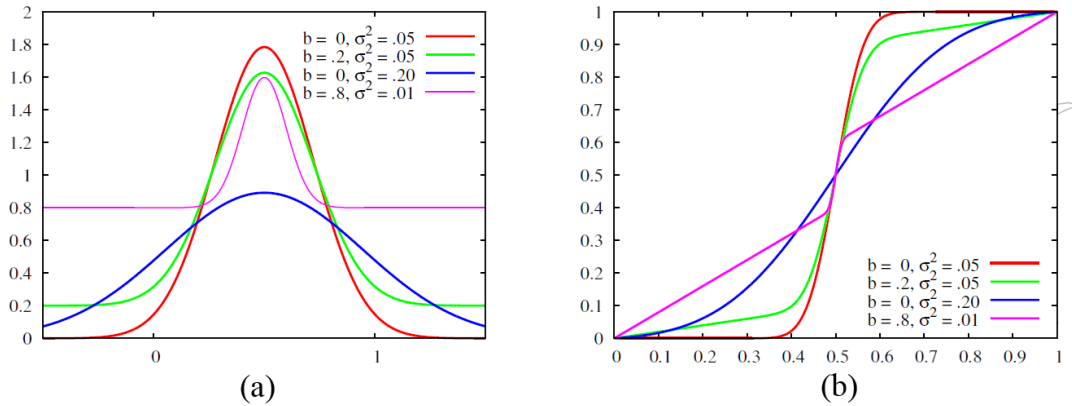 2
1.8
1.6
1.4
1.2
1
0.8
0.6
0.4
0.2
0
0
1
b = 0, σ² = .05
b = .2, σ² = .05
b = 0, σ² = .20
b = .8, σ² = .01
(a)
1
0.9
0.8
0.7
0.6
0.5
0.4
0.3
0.2
0.1
0
0 0.1 0.2 0.3 0.4 0.5 0.6 0.7 0.8 0.9 1
b = 0, σ² = .05
b = .2, σ² = .05
b = 0, σ² = .20
b = .8, σ² = .01
(b)